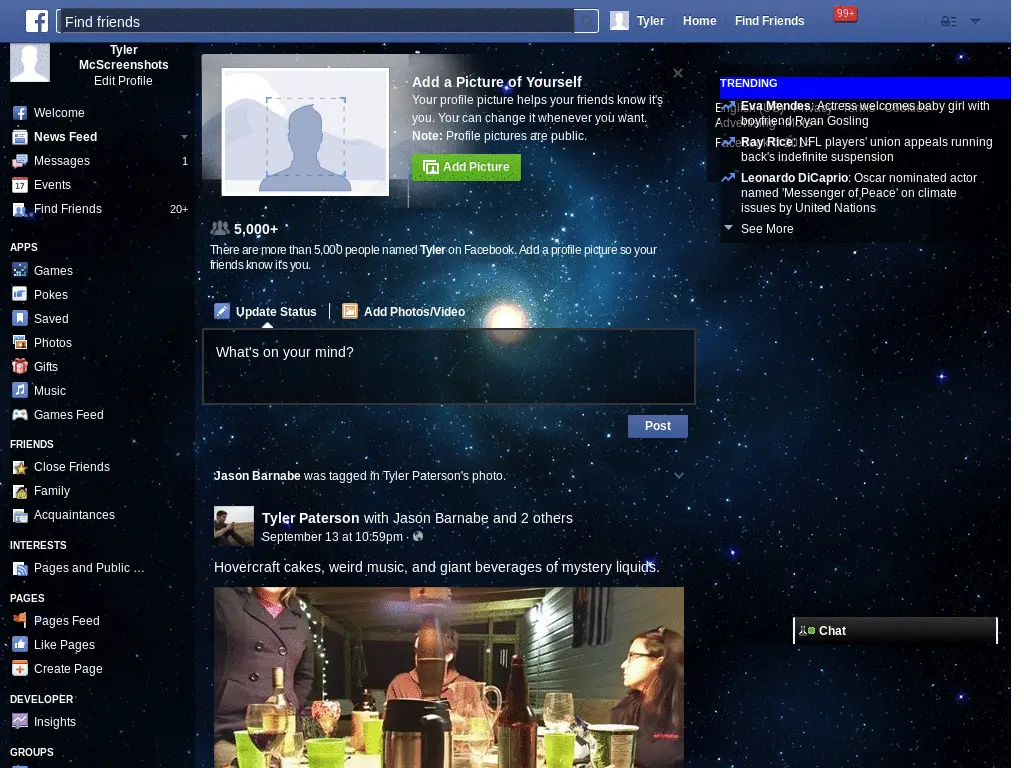 Find friends
Tyler
Home
Find Friends
99+
Tyler
McScreenshots
Edit Profile
Welcome
News Feed
Messages 1
Events
Find Friends 20+
APPS
Games
Pokes
Saved
Photos
Gifts
Music
Games Feed
FRIENDS
Close Friends
Family
Acquaintances
INTERESTS
Pages and Public ...
PAGES
Pages Feed
Like Pages
Create Page
DEVELOPER
Insights
GROUPS
Add a Picture of Yourself
Your profile picture helps your friends know it's
you. You can change it whenever you want.
Note: Profile pictures are public.
Add Picture
5,000+
There are more than 5,000 people named Tyler on Facebook. Add a profile picture so your
friends know it's you.
Update Status
Add Photos/Video
What's on your mind?
Post
Jason Barnabe was tagged in Tyler Paterson's photo.
Tyler Paterson with Jason Barnabe and 2 others
September 13 at 10:59pm ·
Hovercraft cakes, weird music, and giant beverages of mystery liquids.
TRENDING
Eva Mendes: Actress welcomes baby girl with
boyfriend Ryan Gosling
Ray Rice: NFL players' union appeals running
back's indefinite suspension
Leonardo DiCaprio: Oscar nominated actor
named 'Messenger of Peace' on climate
issues by United Nations
See More
Chat